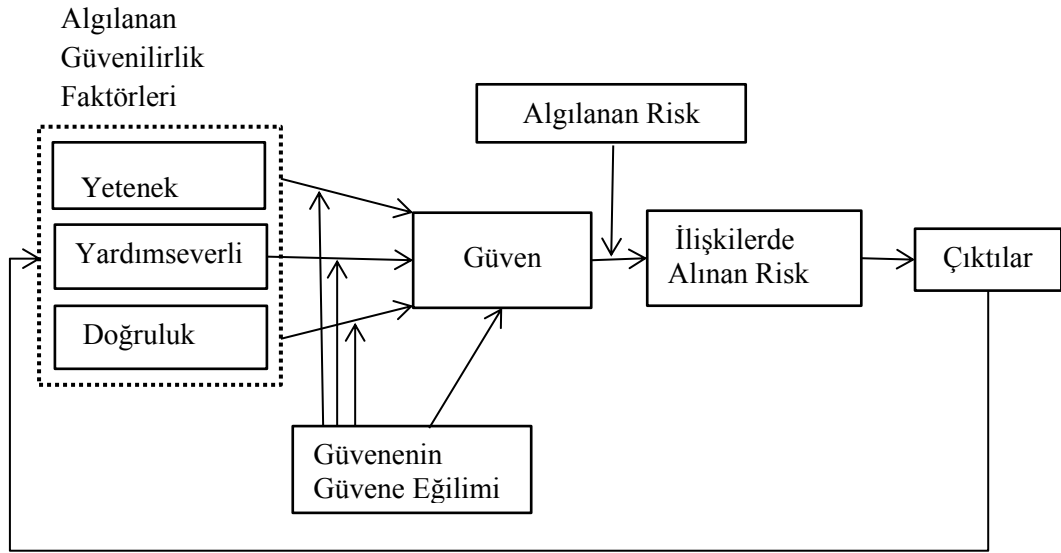 Algılanan
Güvenilirlik
Faktörleri
Algılanan Risk
Yetenek
Yardımseverli
Doğruluk
Güven
İlişkilerde
Alınan Risk
Çıktılar
Güvenenin
Güvene Eğilimi